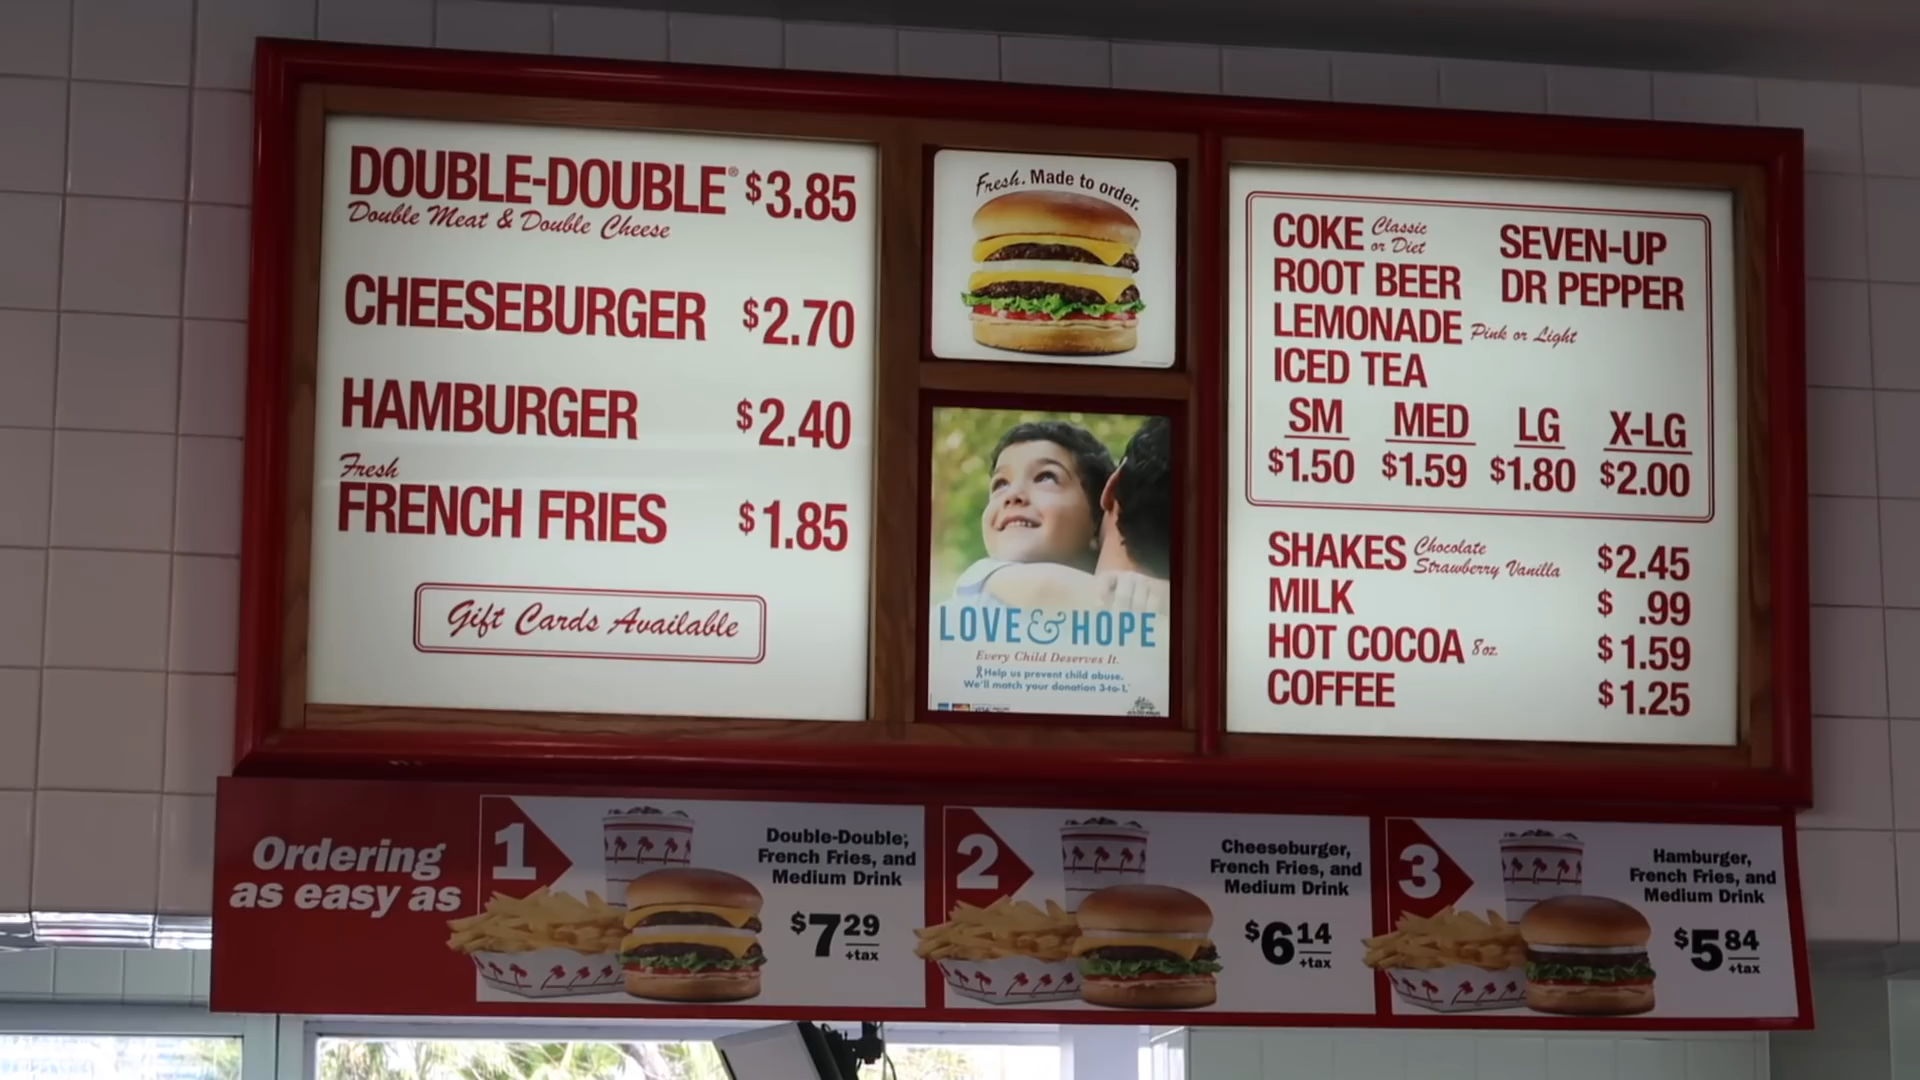 DOUBLE-DOUBLE® $3.85
Double Meat & Double Cheese
CHEESEBURGER $2.70
HAMBURGER $2.40
Fresh
FRENCH FRIES $1.85
Gift Cards Available
Fresh. Made to order.
LOVE & HOPE
Every Child Deserves It.
Help us prevent child abuse.
We'll match your donation 3-to-1.
COKE Classic or Diet
SEVEN-UP
ROOT BEER
DR PEPPER
LEMONADE Pink or Light
ICED TEA
SM MED LG X-LG
$1.50 $1.59 $1.80 $2.00
SHAKES Chocolate Strawberry Vanilla $2.45
MILK $ .99
HOT COCOA 8oz. $1.59
COFFEE $1.25
Ordering
as easy as
1
Double-Double,
French Fries, and
Medium Drink
$7.29
+tax
2
Cheeseburger,
French Fries, and
Medium Drink
$6.14
+tax
3
Hamburger,
French Fries, and
Medium Drink
$5.84
+tax